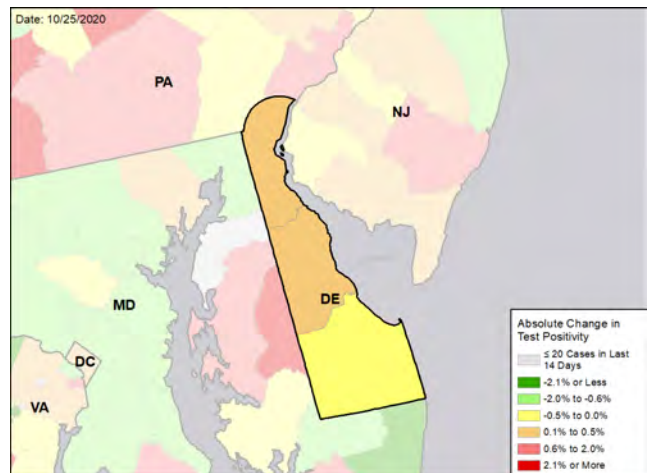 Date: 10/25/2020
PA
NJ
MD
DE
DC
VA
Absolute Change in
Test Positivity
≤ 20 Cases in Last
14 Days
-2.1% or Less
-2.0% to -0.6%
-0.5% to 0.0%
0.1% to 0.5%
0.6% to 2.0%
2.1% or More